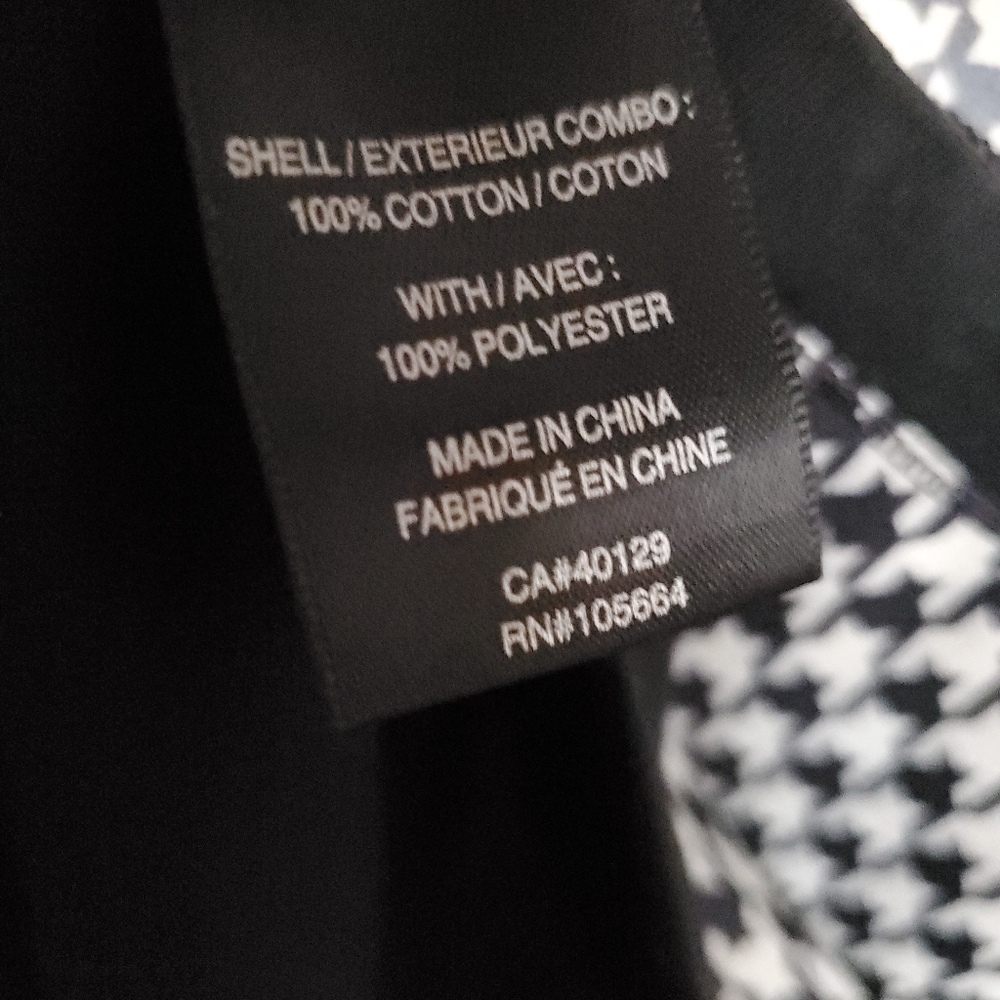 SHELL / EXTERIEUR COMBO :
100% COTTON / COTON
WITH / AVEC :
100% POLYESTER
MADE IN CHINA
FABRIQUÉ EN CHINE
CA#40129
RN#105664